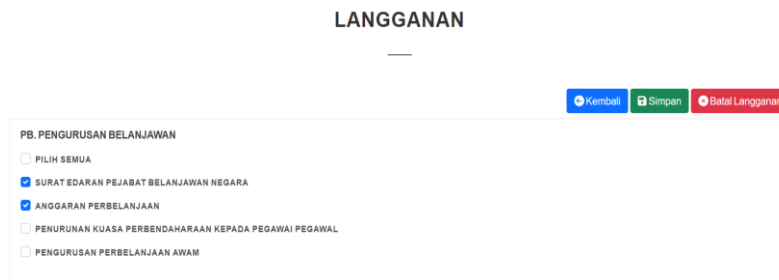 LANGGANAN
Kembali Simpan Batal Langganan
PB. PENGURUSAN BELANJAWAN
PILIH SEMUA
SURAT EDARAN PEJABAT BELANJAWAN NEGARA
ANGGARAN PERBELANJAAN
PENURUNAN KUASA PERBENDAHARAAN KEPADA PEGAWAI PEGAWAL
PENGURUSAN PERBELANJAAN AWAM